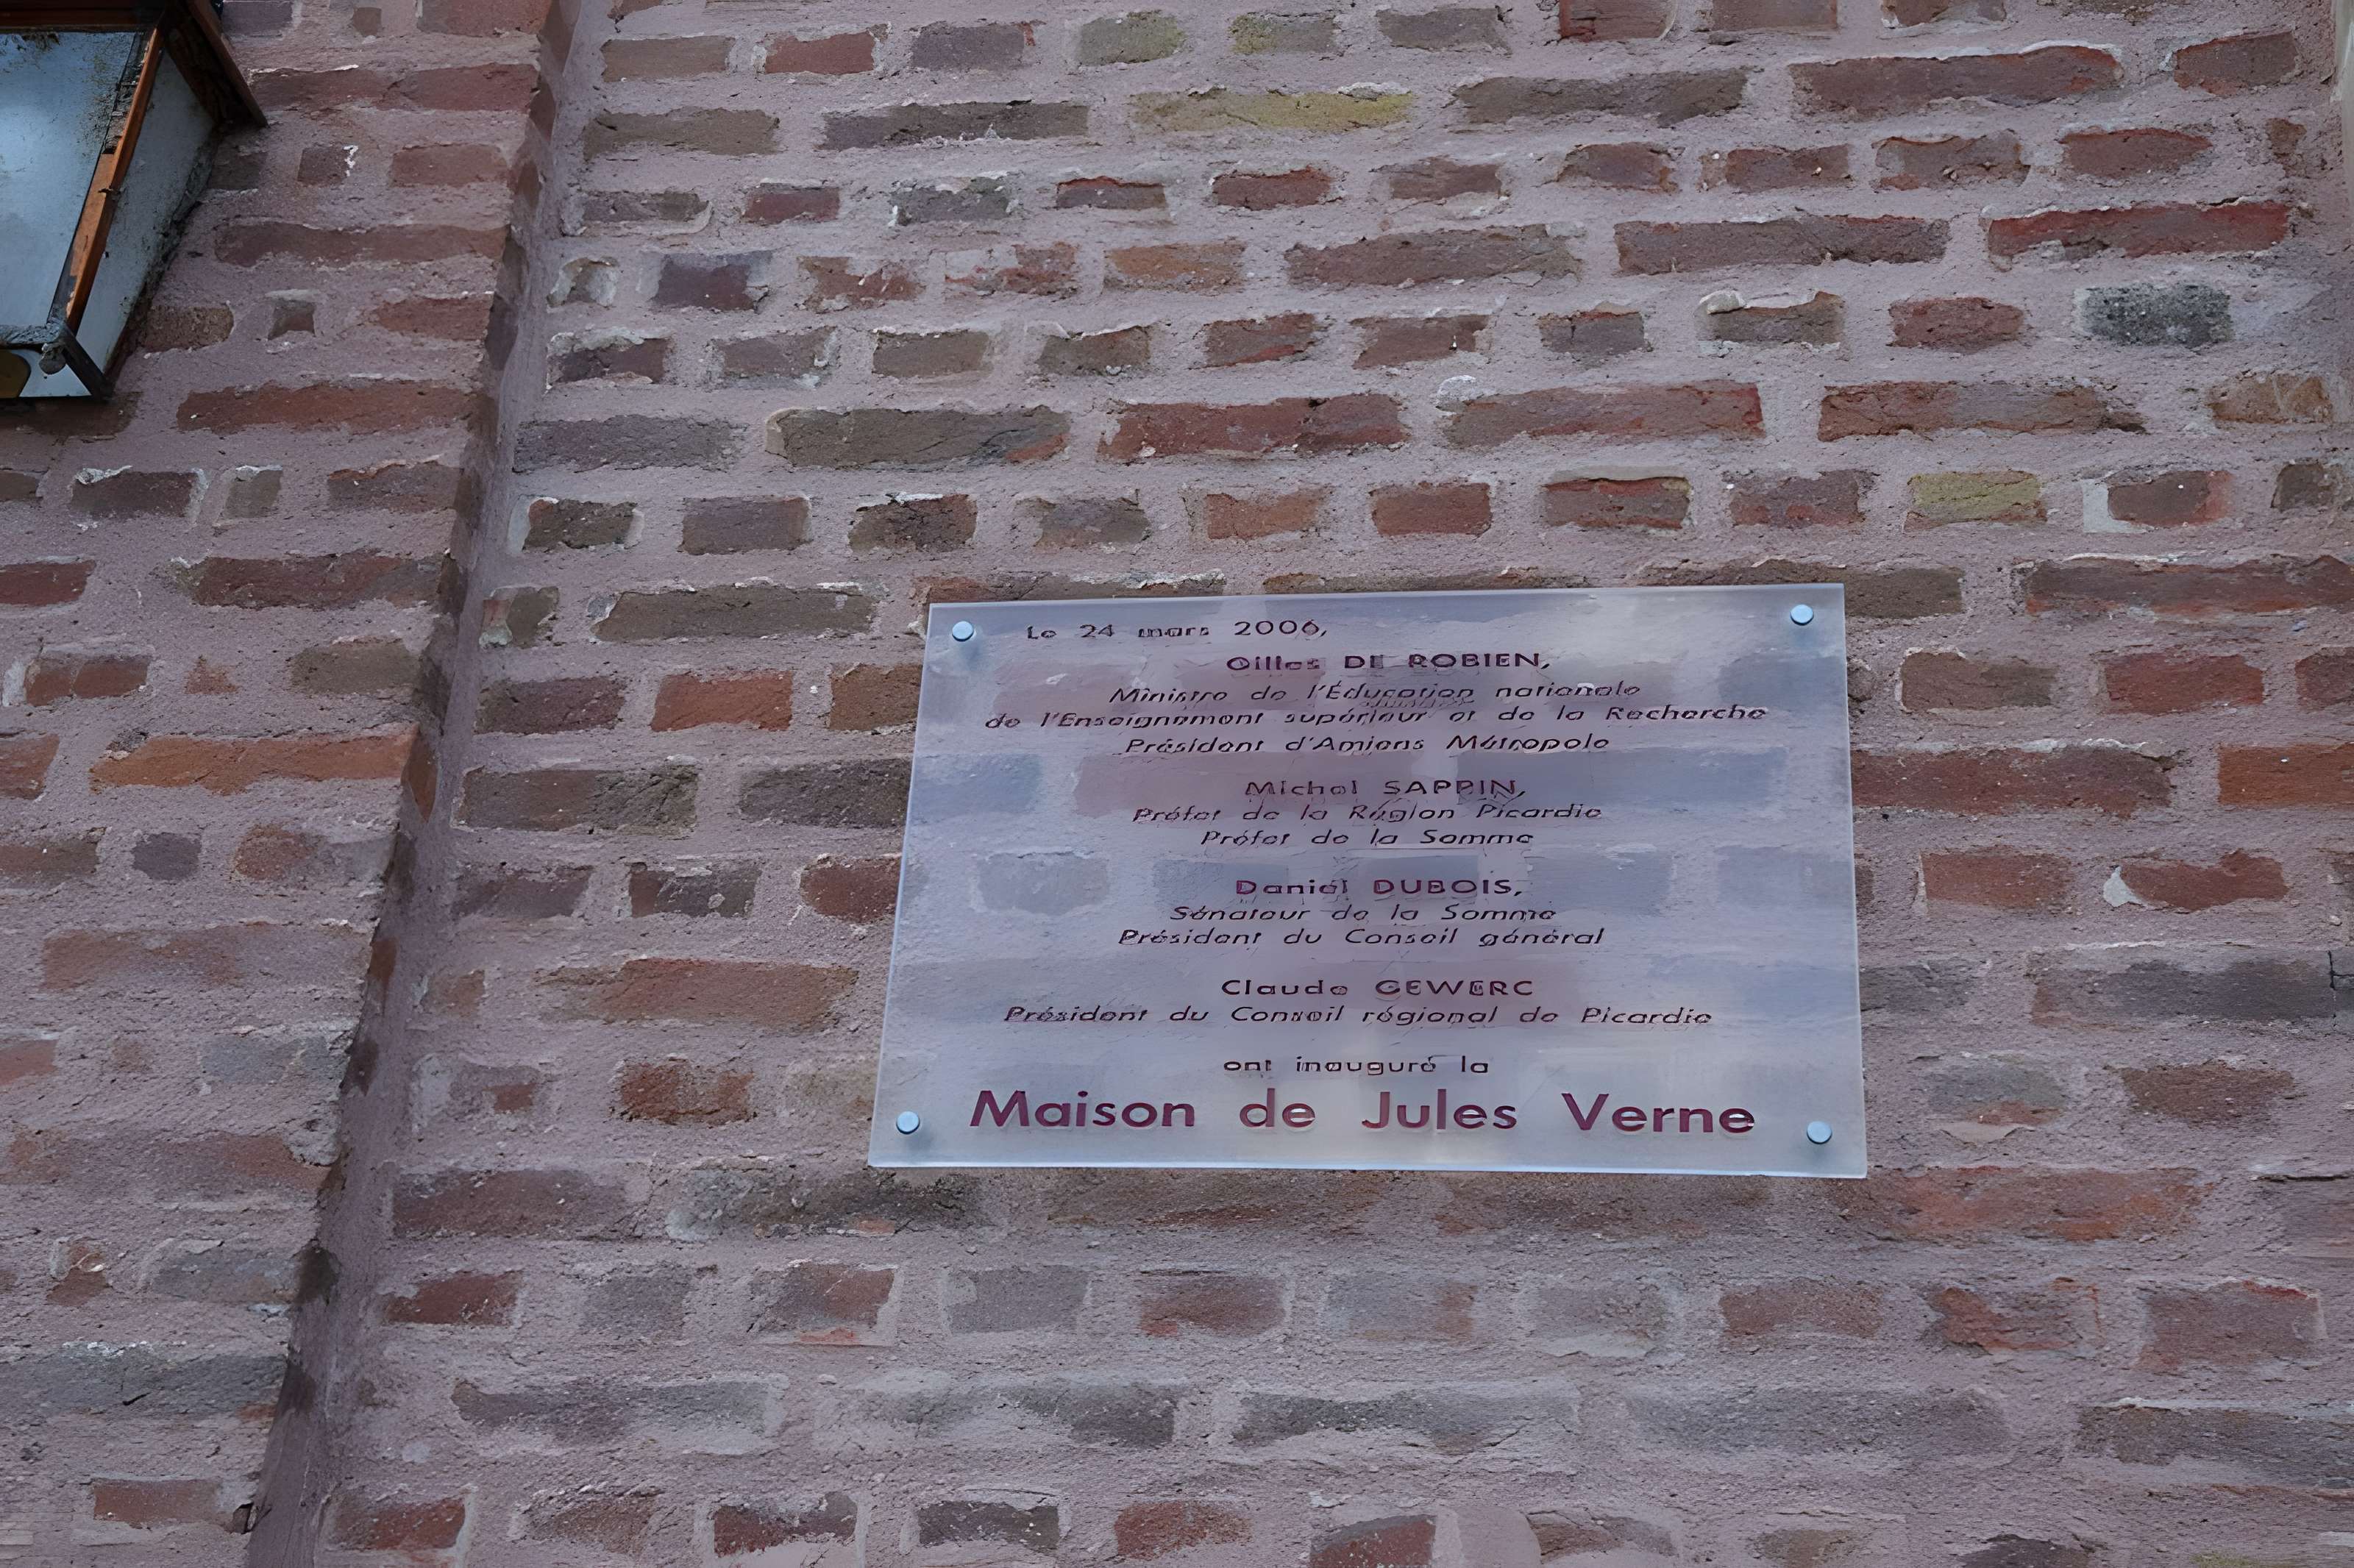 Le 24 mars 2006,
Gilles DE ROBIEN,
Ministre de l'Éducation nationale
de l'Enseignement supérieur et de la Recherche
Président d'Amiens Métropole
Michel SAPPIN,
Préfet de la Région Picardie
Préfet de la Somme
Daniel DUBOIS,
Sénateur de la Somme
Président du Conseil général
Claude GEWERC
Président du Conseil régional de Picardie
ont inauguré la
Maison de Jules Verne